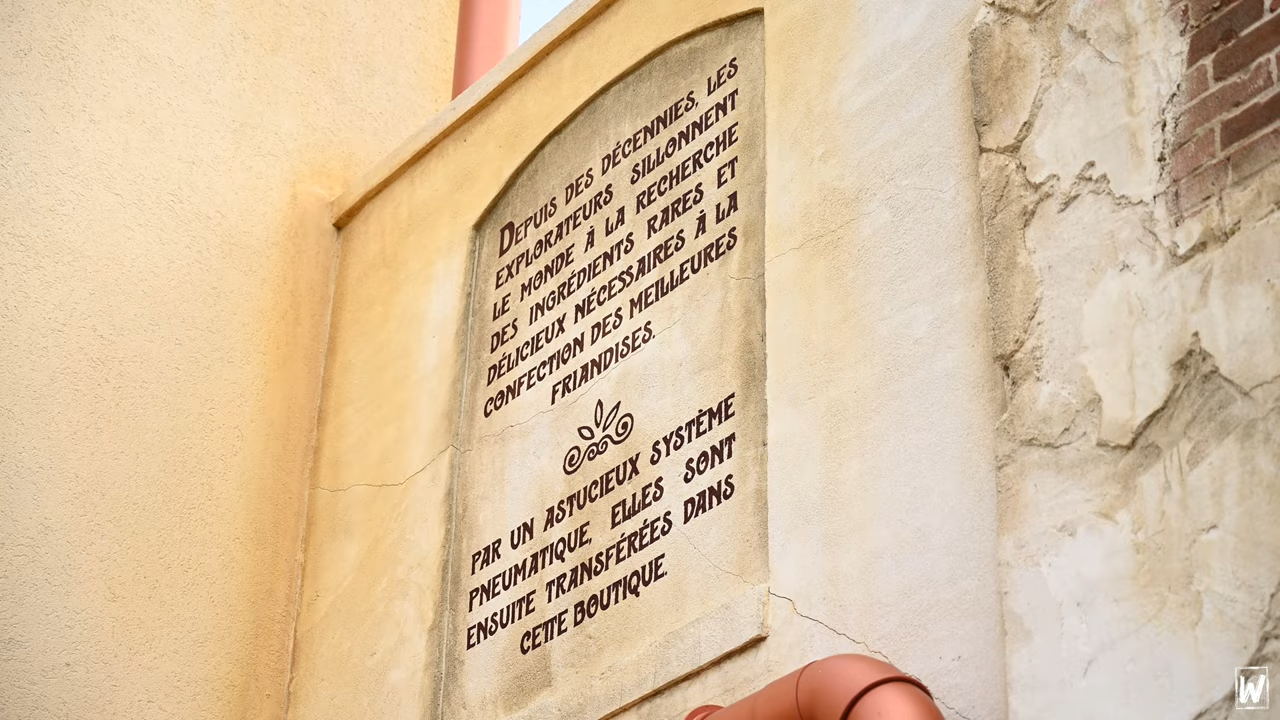 DEPUIS DES DÉCENNIES, LES
EXPLORATEURS SILLONNENT
LE MONDE À LA RECHERCHE
DES INGRÉDIENTS RARES ET
DÉLICIEUX NÉCESSAIRES À LA
CONFECTION DES MEILLEURES
FRIANDISES.
PAR UN ASTUCIEUX SYSTÈME
PNEUMATIQUE, ELLES SONT
ENSUITE TRANSFÉRÉES DANS
CETTE BOUTIQUE.
W